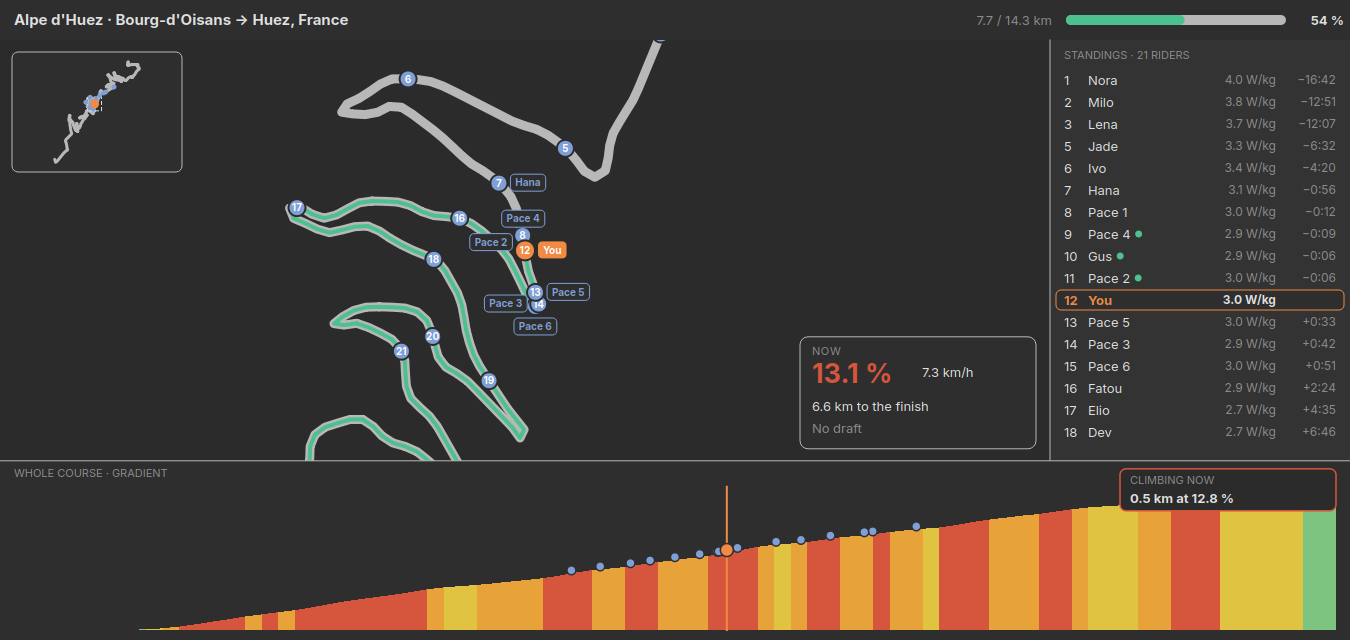 Alpe d'Huez · Bourg-d'Oisans → Huez, France
7.7 / 14.3 km
54 %
6
5
7
Hana
17
16
Pace 4
8
Pace 2
12
You
18
13
Pace 5
Pace 3
14
Pace 6
20
21
19
NOW
13.1 %
7.3 km/h
6.6 km to the finish
No draft
STANDINGS · 21 RIDERS
1 Nora 4.0 W/kg −16:42
2 Milo 3.8 W/kg −12:51
3 Lena 3.7 W/kg −12:07
5 Jade 3.3 W/kg −6:32
6 Ivo 3.4 W/kg −4:20
7 Hana 3.1 W/kg −0:56
8 Pace 1 3.0 W/kg −0:12
9 Pace 4 2.9 W/kg −0:09
10 Gus 2.9 W/kg −0:06
11 Pace 2 3.0 W/kg −0:06
12 You 3.0 W/kg
13 Pace 5 3.0 W/kg +0:33
14 Pace 3 2.9 W/kg +0:42
15 Pace 6 3.0 W/kg +0:51
16 Fatou 2.9 W/kg +2:24
17 Elio 2.7 W/kg +4:35
18 Dev 2.7 W/kg +6:46
WHOLE COURSE · GRADIENT
CLIMBING NOW
0.5 km at 12.8 %